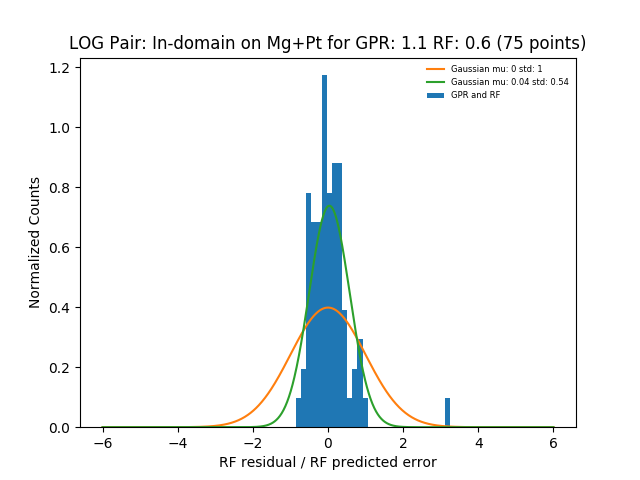 LOG Pair: In-domain on Mg+Pt for GPR: 1.1 RF: 0.6 (75 points)
Gaussian mu: 0 std: 1
Gaussian mu: 0.04 std: 0.54
GPR and RF
Normalized Counts
1.2
1.0
0.8
0.6
0.4
0.2
0.0
−6 −4 −2 0 2 4 6
RF residual / RF predicted error